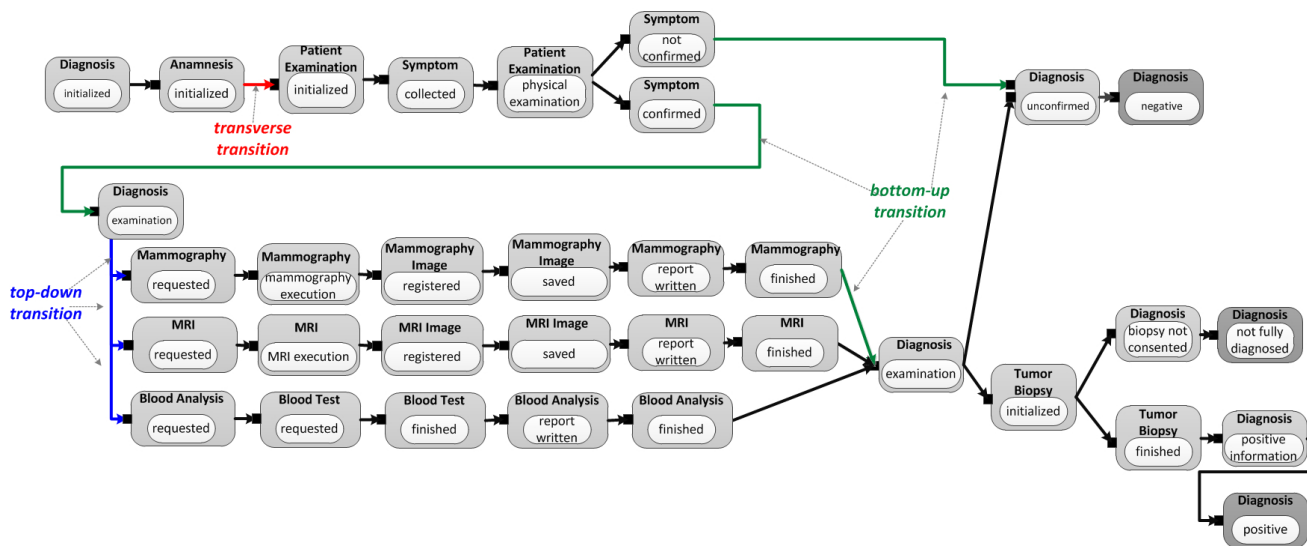 Diagnosis
initialized
Anamnesis
initialized
transverse
transition
Patient
Examination
initialized
Symptom
collected
Patient
Examination
physical
examination
Symptom
not
confirmed
Symptom
confirmed
Diagnosis
unconfirmed
Diagnosis
negative
bottom-up
transition
Diagnosis
examination
top-down
transition
Mammography
requested
Mammography
mammography
execution
Mammography
Image
registered
Mammography
Image
saved
Mammography
report
written
Mammography
finished
MRI
requested
MRI
MRI execution
MRI Image
registered
MRI Image
saved
MRI
report
written
MRI
finished
Blood Analysis
requested
Blood Test
requested
Blood Test
finished
Blood Analysis
report
written
Blood Analysis
finished
Diagnosis
examination
Tumor
Biopsy
initialized
Diagnosis
biopsy not
consented
Diagnosis
not fully
diagnosed
Tumor
Biopsy
finished
Diagnosis
positive
information
Diagnosis
positive